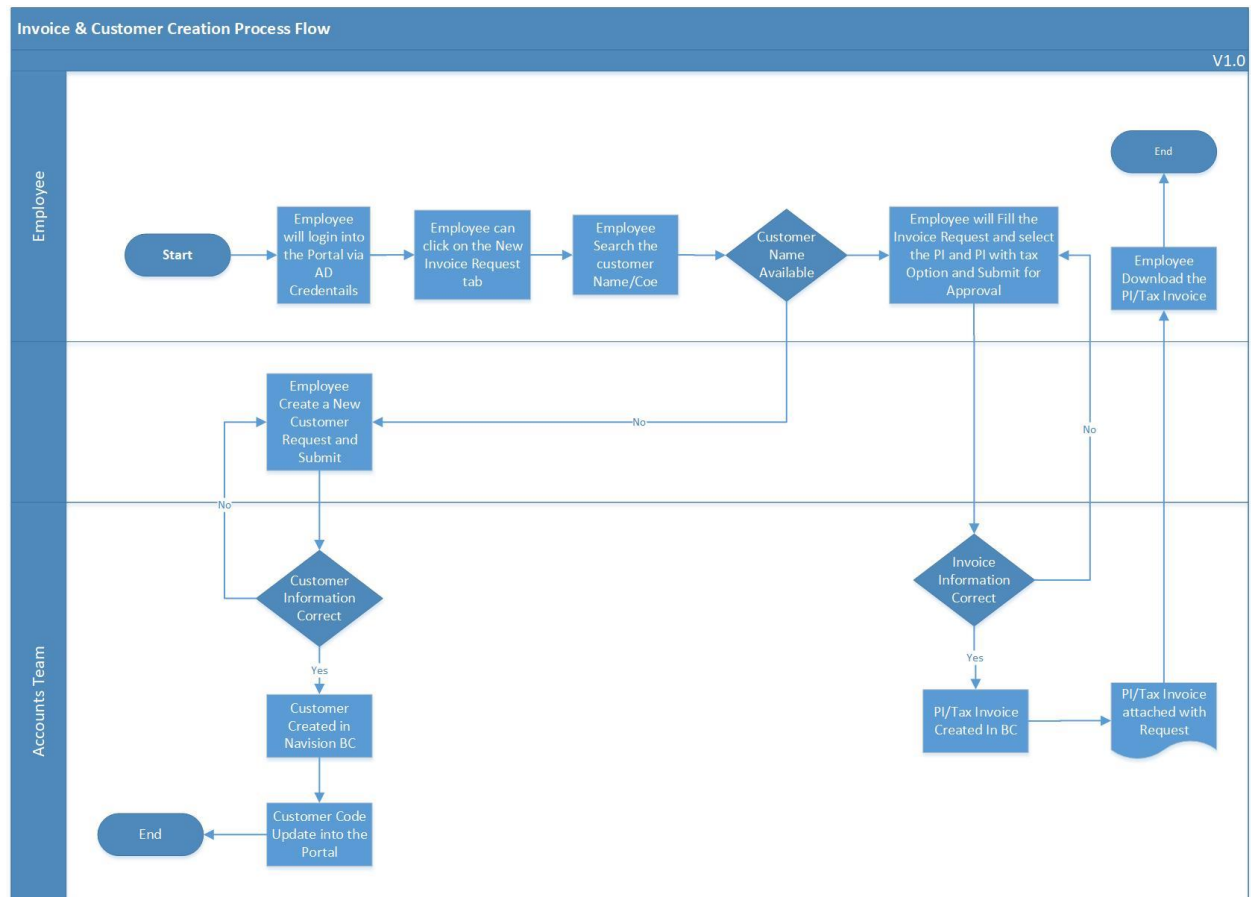 Invoice & Customer Creation Process Flow
V1.0
Employee
Start
Employee
will login into
the Portal via
AD
Credentails
Employee can
click on the New
Invoice Request
tab
Employee
Search the
customer
Name/Coe
Customer
Name
Available
Employee will Fill the
Invoice Request and select
the PI and PI with tax
Option and Submit for
Approval
End
Employee
Download the
PI/Tax Invoice
Employee
Create a New
Customer
Request and
Submit
No
No
No
Accounts Team
Customer
Information
Correct
Yes
Customer
Created in
Navision BC
Customer Code
Update into the
Portal
End
Invoice
Information
Correct
Yes
PI/Tax Invoice
Created In BC
PI/Tax Invoice
attached with
Request